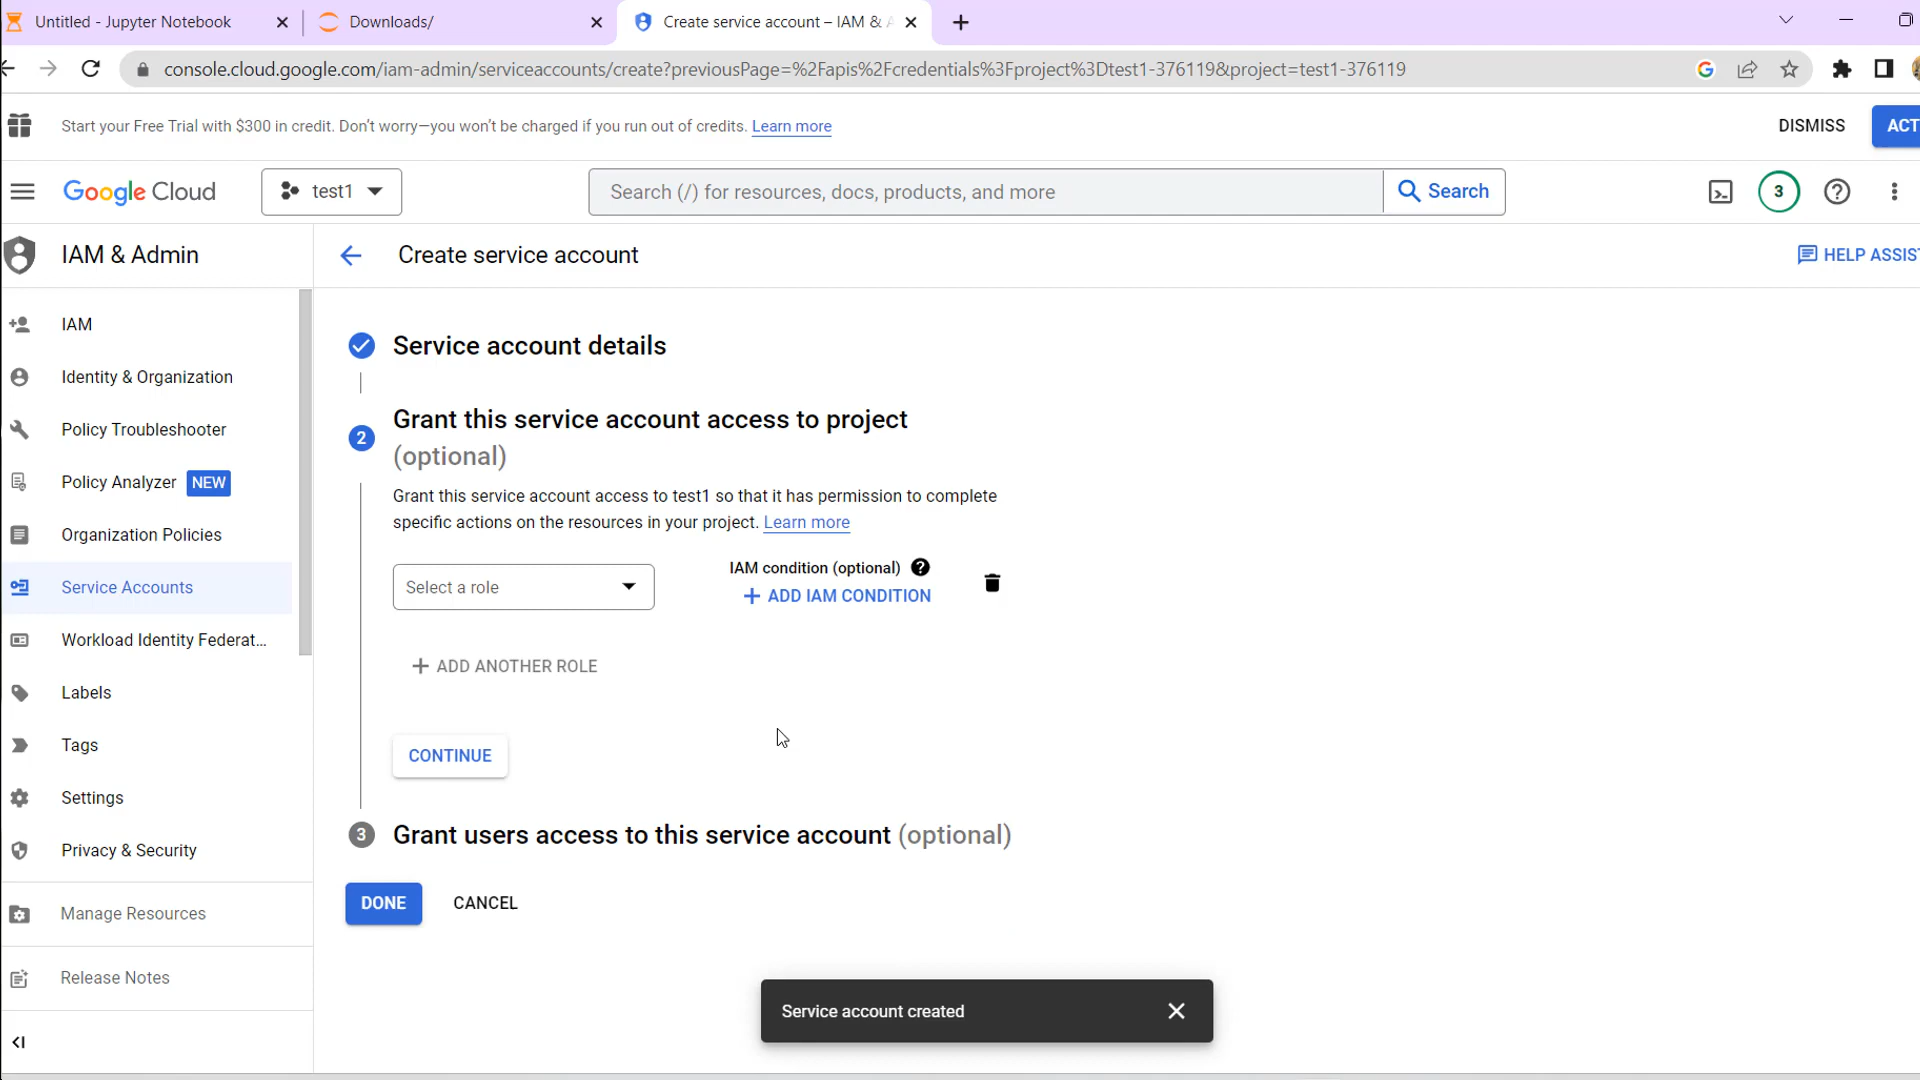 Untitled - Jupyter Notebook
Downloads/
Create service account – IAM & A
console.cloud.google.com/iam-admin/serviceaccounts/create?previousPage=%2Fapis%2Fcredentials%3Fproject%3Dtest1-376119&project=test1-376119
Start your Free Trial with $300 in credit. Don't worry—you won't be charged if you run out of credits. Learn more
DISMISS
ACT
Google Cloud
test1
Search (/) for resources, docs, products, and more
Search
3
IAM & Admin
Create service account
HELP ASSIST
IAM
Identity & Organization
Policy Troubleshooter
Policy Analyzer NEW
Organization Policies
Service Accounts
Workload Identity Federat...
Labels
Tags
Settings
Privacy & Security
Manage Resources
Release Notes
Service account details
2
Grant this service account access to project
(optional)
Grant this service account access to test1 so that it has permission to complete
specific actions on the resources in your project. Learn more
Select a role
IAM condition (optional)
+ ADD IAM CONDITION
+ ADD ANOTHER ROLE
CONTINUE
3 Grant users access to this service account (optional)
DONE
CANCEL
Service account created